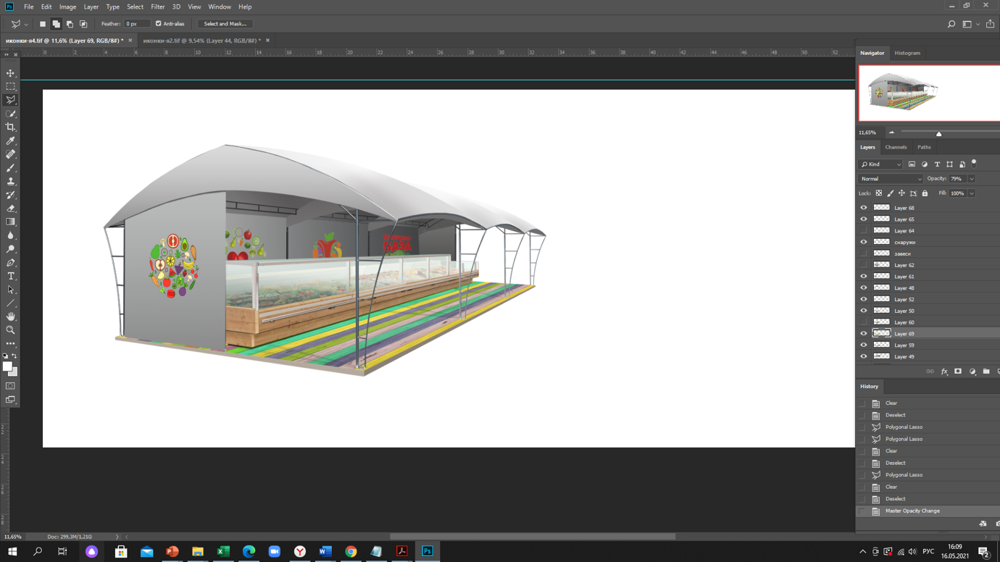 Ps File Edit Image Layer Type Select Filter 3D View Window Help
Feather: 0 px Anti-alias Select and Mask...
иконки-я4.tif @ 11,6% (Layer 69, RGB/8#) * × иконки-я2.tif @ 9,54% (Layer 44, RGB/8#) * ×
0 2 4 6 8 10 12 14 16 18 20 22 24 26 28 30 32 34 36 38 40 42 44 46 48 50 52
Navigator Histogram
11,65%
Layers Channels Paths
Kind
Normal Opacity: 79%
Lock: Fill: 100%
Layer 68
Layer 65
Layer 64
снаружи
завеси
Layer 62
Layer 61
Layer 48
Layer 52
Layer 50
Layer 60
Layer 69
Layer 59
Layer 49
fx
History
Clear
Deselect
Polygonal Lasso
Polygonal Lasso
Clear
Deselect
Polygonal Lasso
Clear
Deselect
Master Opacity Change
БАЗА
11,65% Doc: 299,3M/1,21G
РУС
16:09
16.05.2021
2